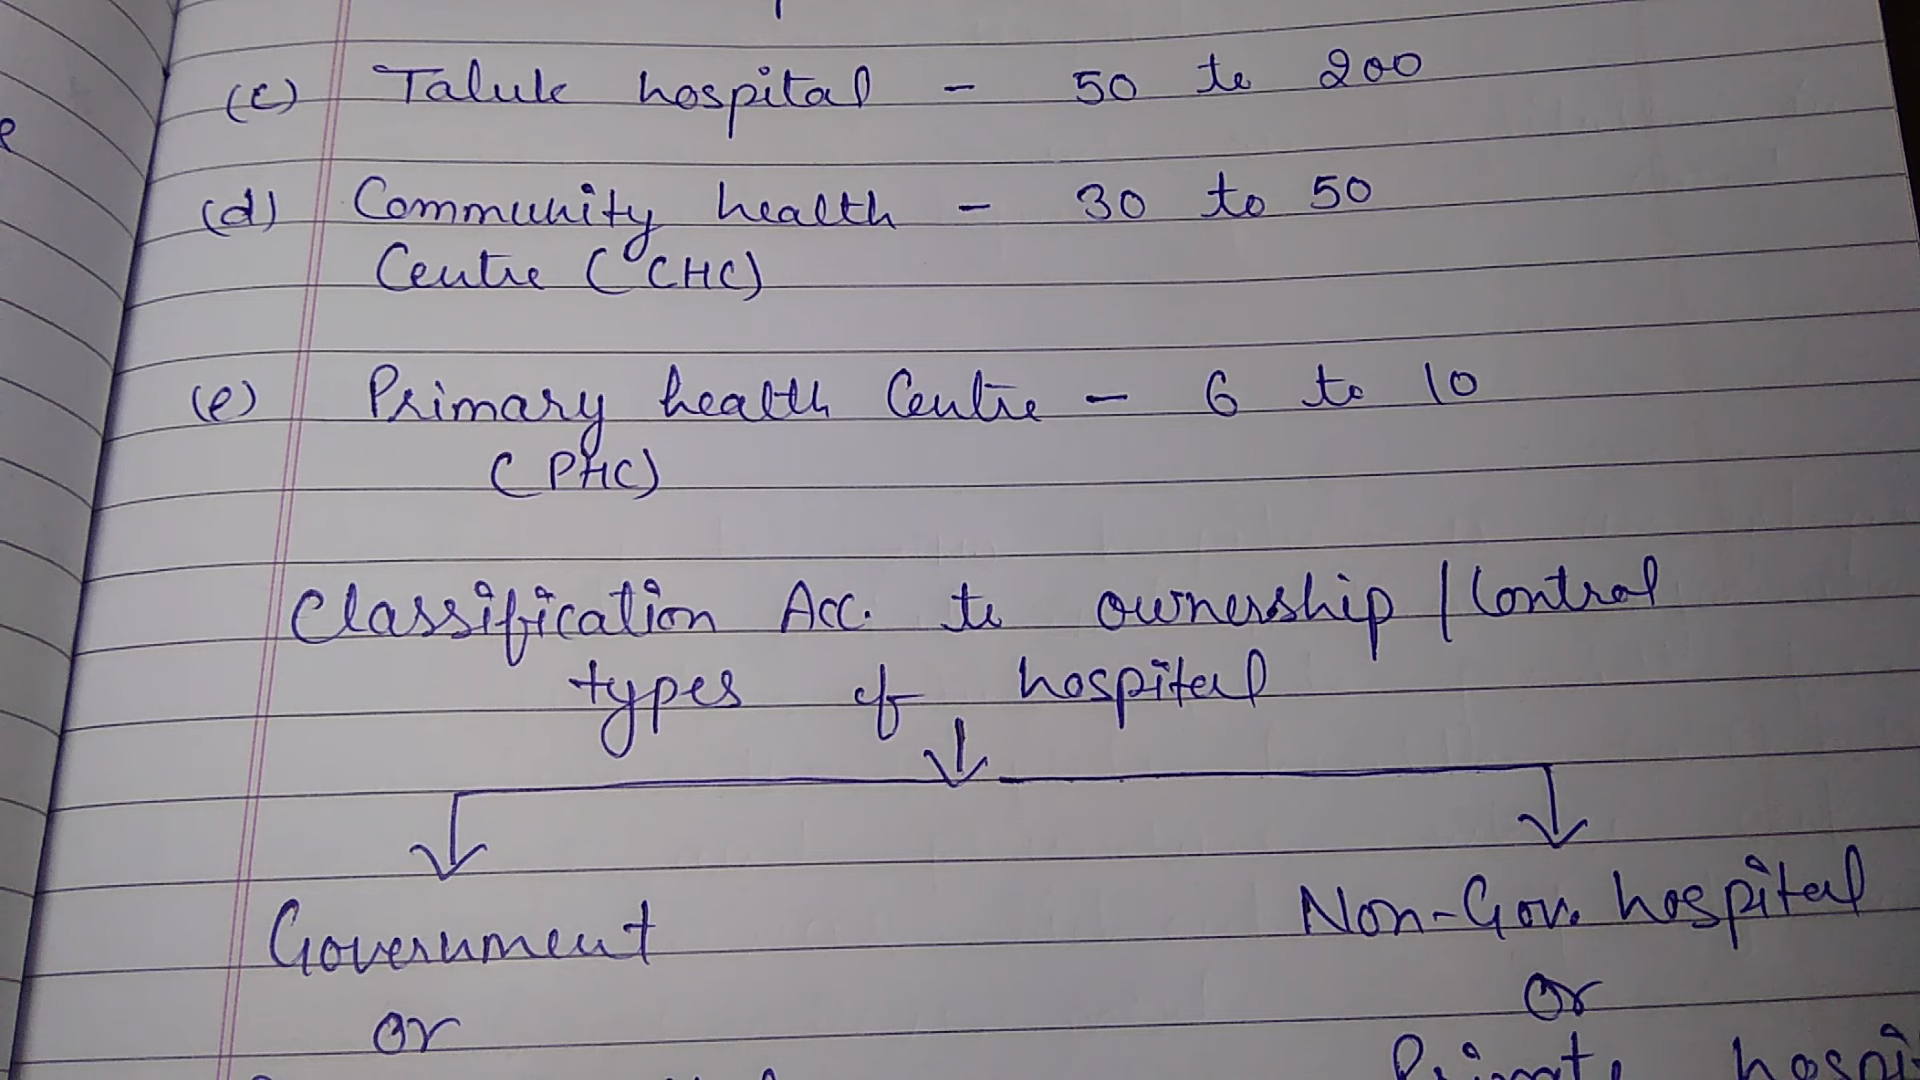 (c) Taluk hospital - 50 to 200
(d) Community health - 30 to 50
Centre (CHC)
(e) Primary health Centre - 6 to 10
(PHC)
Classification Acc. to ownership / Control
types of hospital
Government
Non-Gov. hospital
or
or
Private